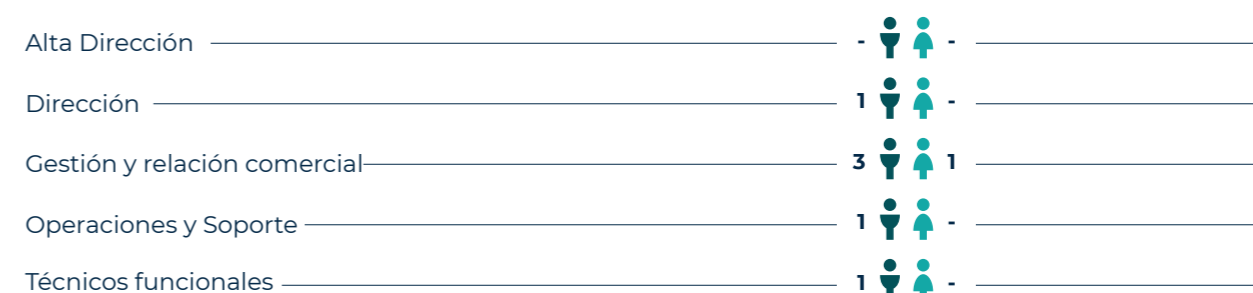 Alta Dirección - -
Dirección 1 -
Gestión y relación comercial 3 1
Operaciones y Soporte 1 -
Técnicos funcionales 1 -